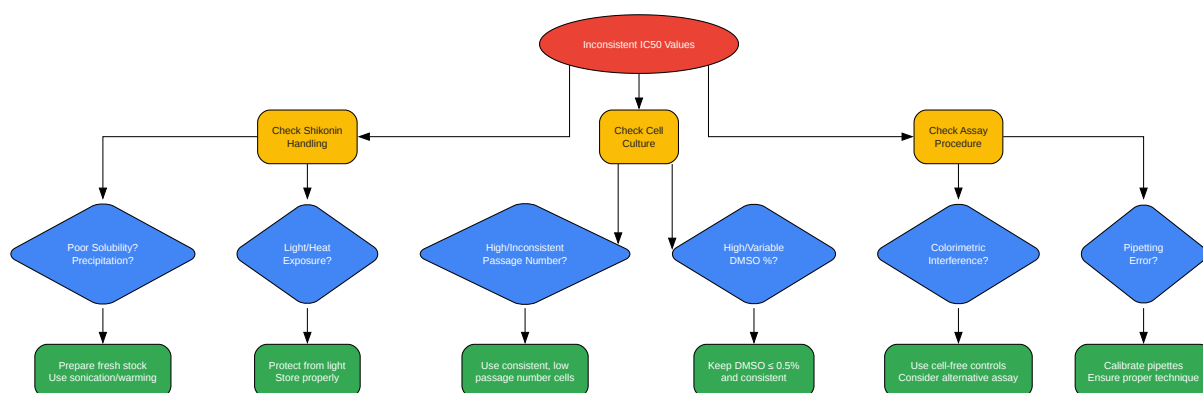 Inconsistent IC50 Values
Check Shikonin
Handling
Check Cell
Culture
Check Assay
Procedure
Poor Solubility?
Precipitation?
Light/Heat
Exposure?
High/Inconsistent
Passage Number?
High/Variable
DMSO %?
Colorimetric
Interference?
Pipetting
Error?
Prepare fresh stock
Use sonication/warming
Protect from light
Store properly
Use consistent, low
passage number cells
Keep DMSO ≤ 0.5%
and consistent
Use cell-free controls
Consider alternative assay
Calibrate pipettes
Ensure proper technique